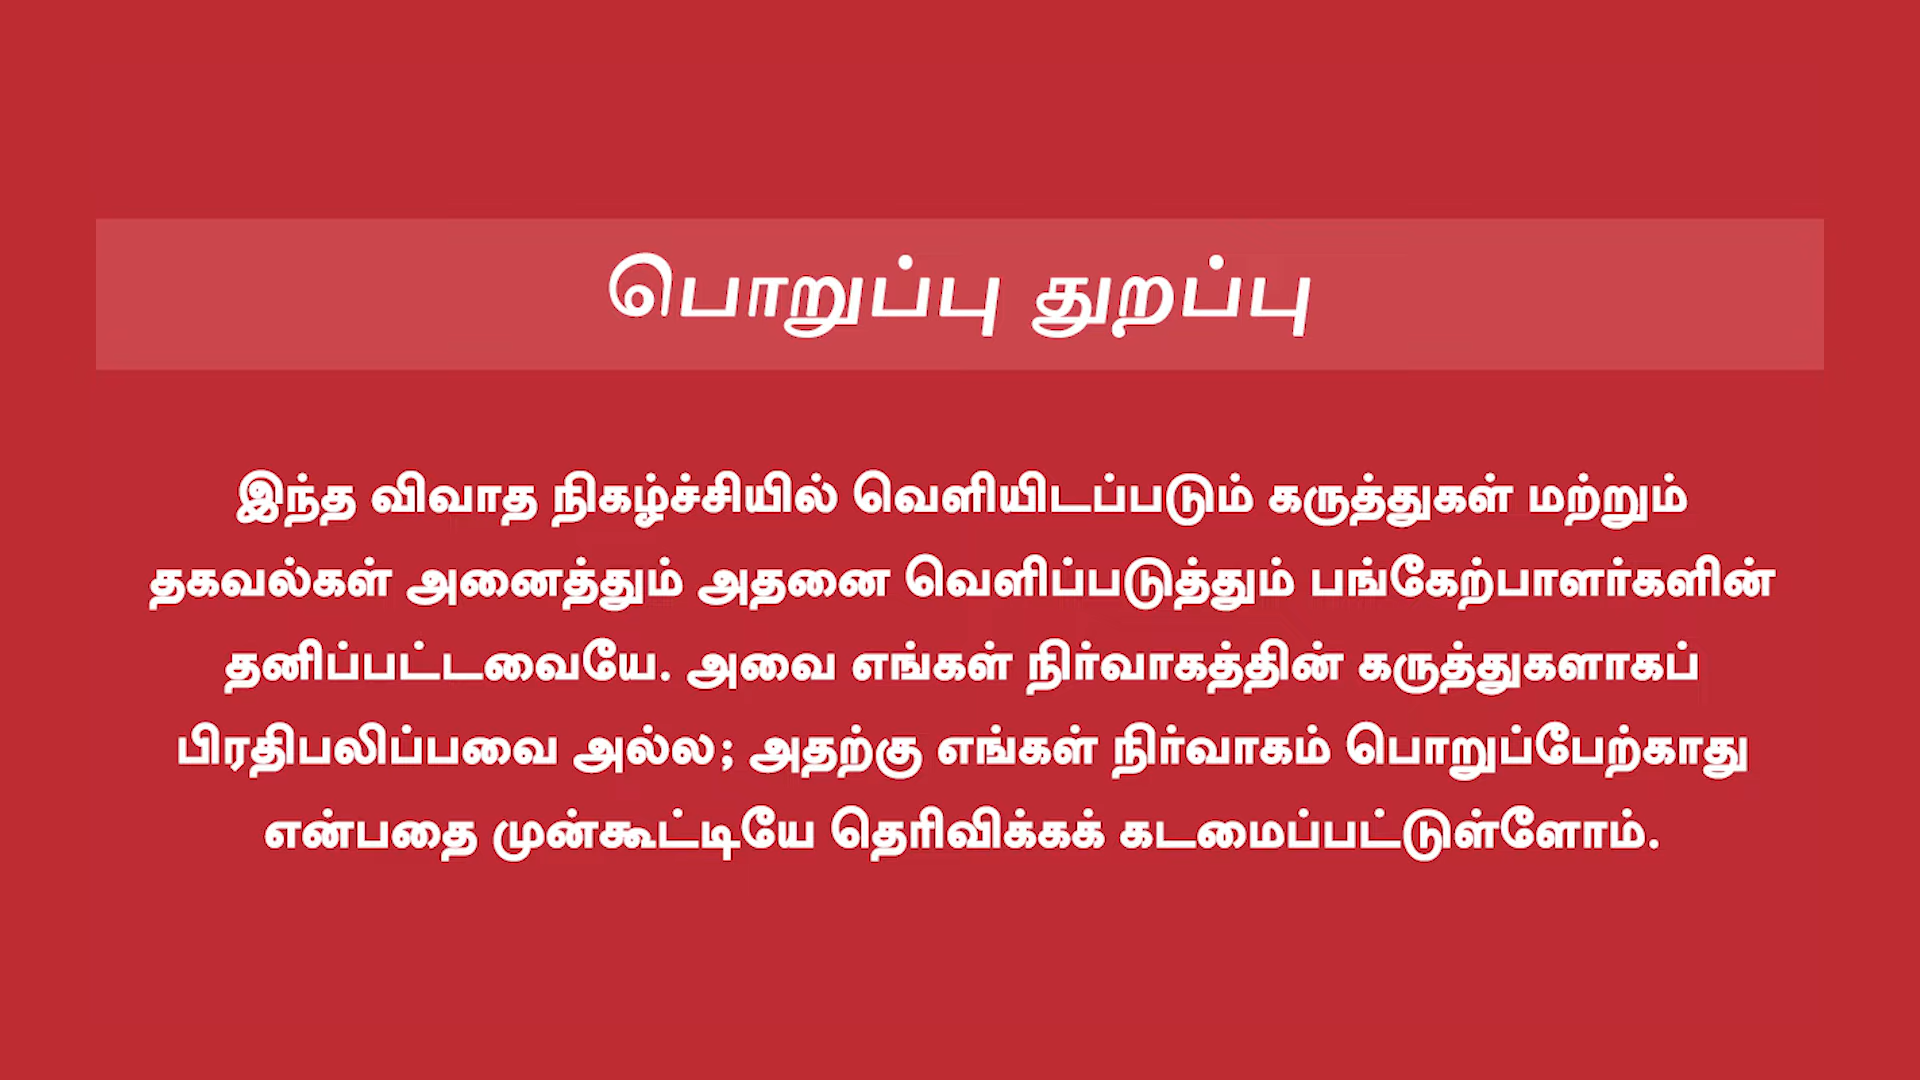 பொறுப்பு துறப்பு
இந்த விவாத நிகழ்ச்சியில் வெளியிடப்படும் கருத்துகள் மற்றும்
தகவல்கள் அனைத்தும் அதனை வெளிப்படுத்தும் பங்கேற்பாளர்களின்
தனிப்பட்டவையே. அவை எங்கள் நிர்வாகத்தின் கருத்துகளாகப்
பிரதிபலிப்பவை அல்ல; அதற்கு எங்கள் நிர்வாகம் பொறுப்பேற்காது
என்பதை முன்கூட்டியே தெரிவிக்கக் கடமைப்பட்டுள்ளோம்.